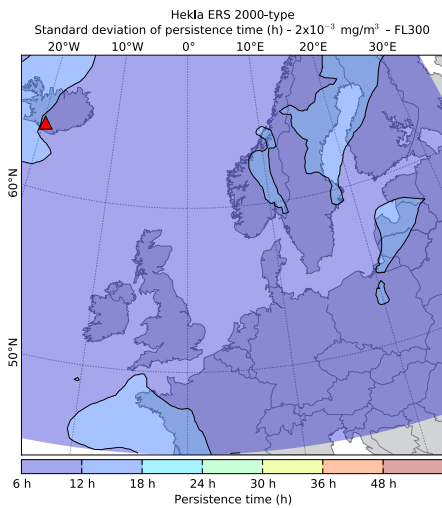 Hekla ERS 2000-type
Standard deviation of persistence time (h) - 2x10⁻³ mg/m³ - FL300
20°W 10°W 0° 10°E 20°E 30°E
60°N
50°N
6 h 12 h 18 h 24 h 30 h 36 h 48 h
Persistence time (h)